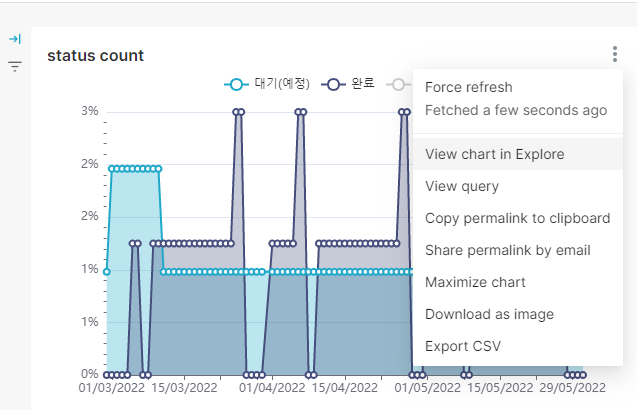 status count
대기(예정) 완료
Force refresh
Fetched a few seconds ago
View chart in Explore
View query
Copy permalink to clipboard
Share permalink by email
Maximize chart
Download as image
Export CSV
3%
2%
2%
1%
1%
0%
01/03/2022 15/03/2022 01/04/2022 15/04/2022 01/05/2022 15/05/2022 29/05/2022